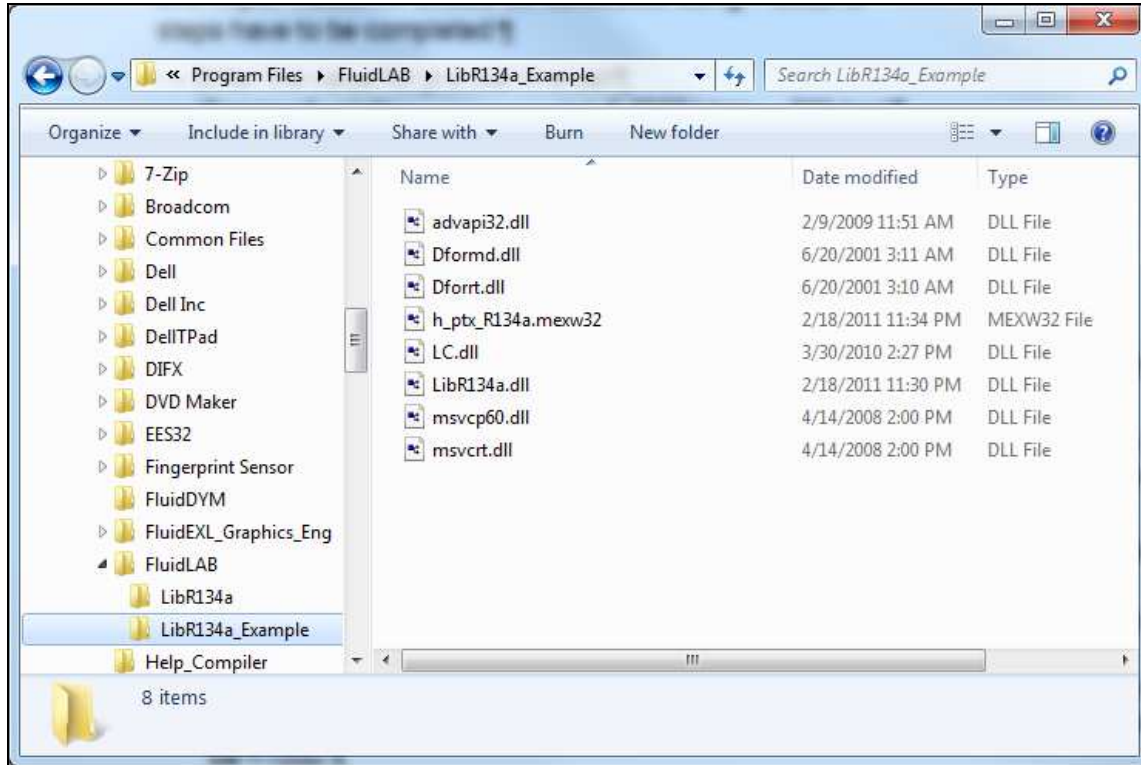 steps have to be completed ¶
« Program Files ▸ FluidLAB ▸ LibR134a_Example
Search LibR134a_Example
Organize ▾ Include in library ▾ Share with ▾ Burn New folder
7-Zip
Broadcom
Common Files
Dell
Dell Inc
DellTPad
DIFX
DVD Maker
EES32
Fingerprint Sensor
FluidDYM
FluidEXL_Graphics_Eng
FluidLAB
LibR134a
LibR134a_Example
Help_Compiler
Name Date modified Type
advapi32.dll 2/9/2009 11:51 AM DLL File
Dformd.dll 6/20/2001 3:11 AM DLL File
Dforrt.dll 6/20/2001 3:10 AM DLL File
h_ptx_R134a.mexw32 2/18/2011 11:34 PM MEXW32 File
LC.dll 3/30/2010 2:27 PM DLL File
LibR134a.dll 2/18/2011 11:30 PM DLL File
msvcp60.dll 4/14/2008 2:00 PM DLL File
msvcrt.dll 4/14/2008 2:00 PM DLL File
8 items